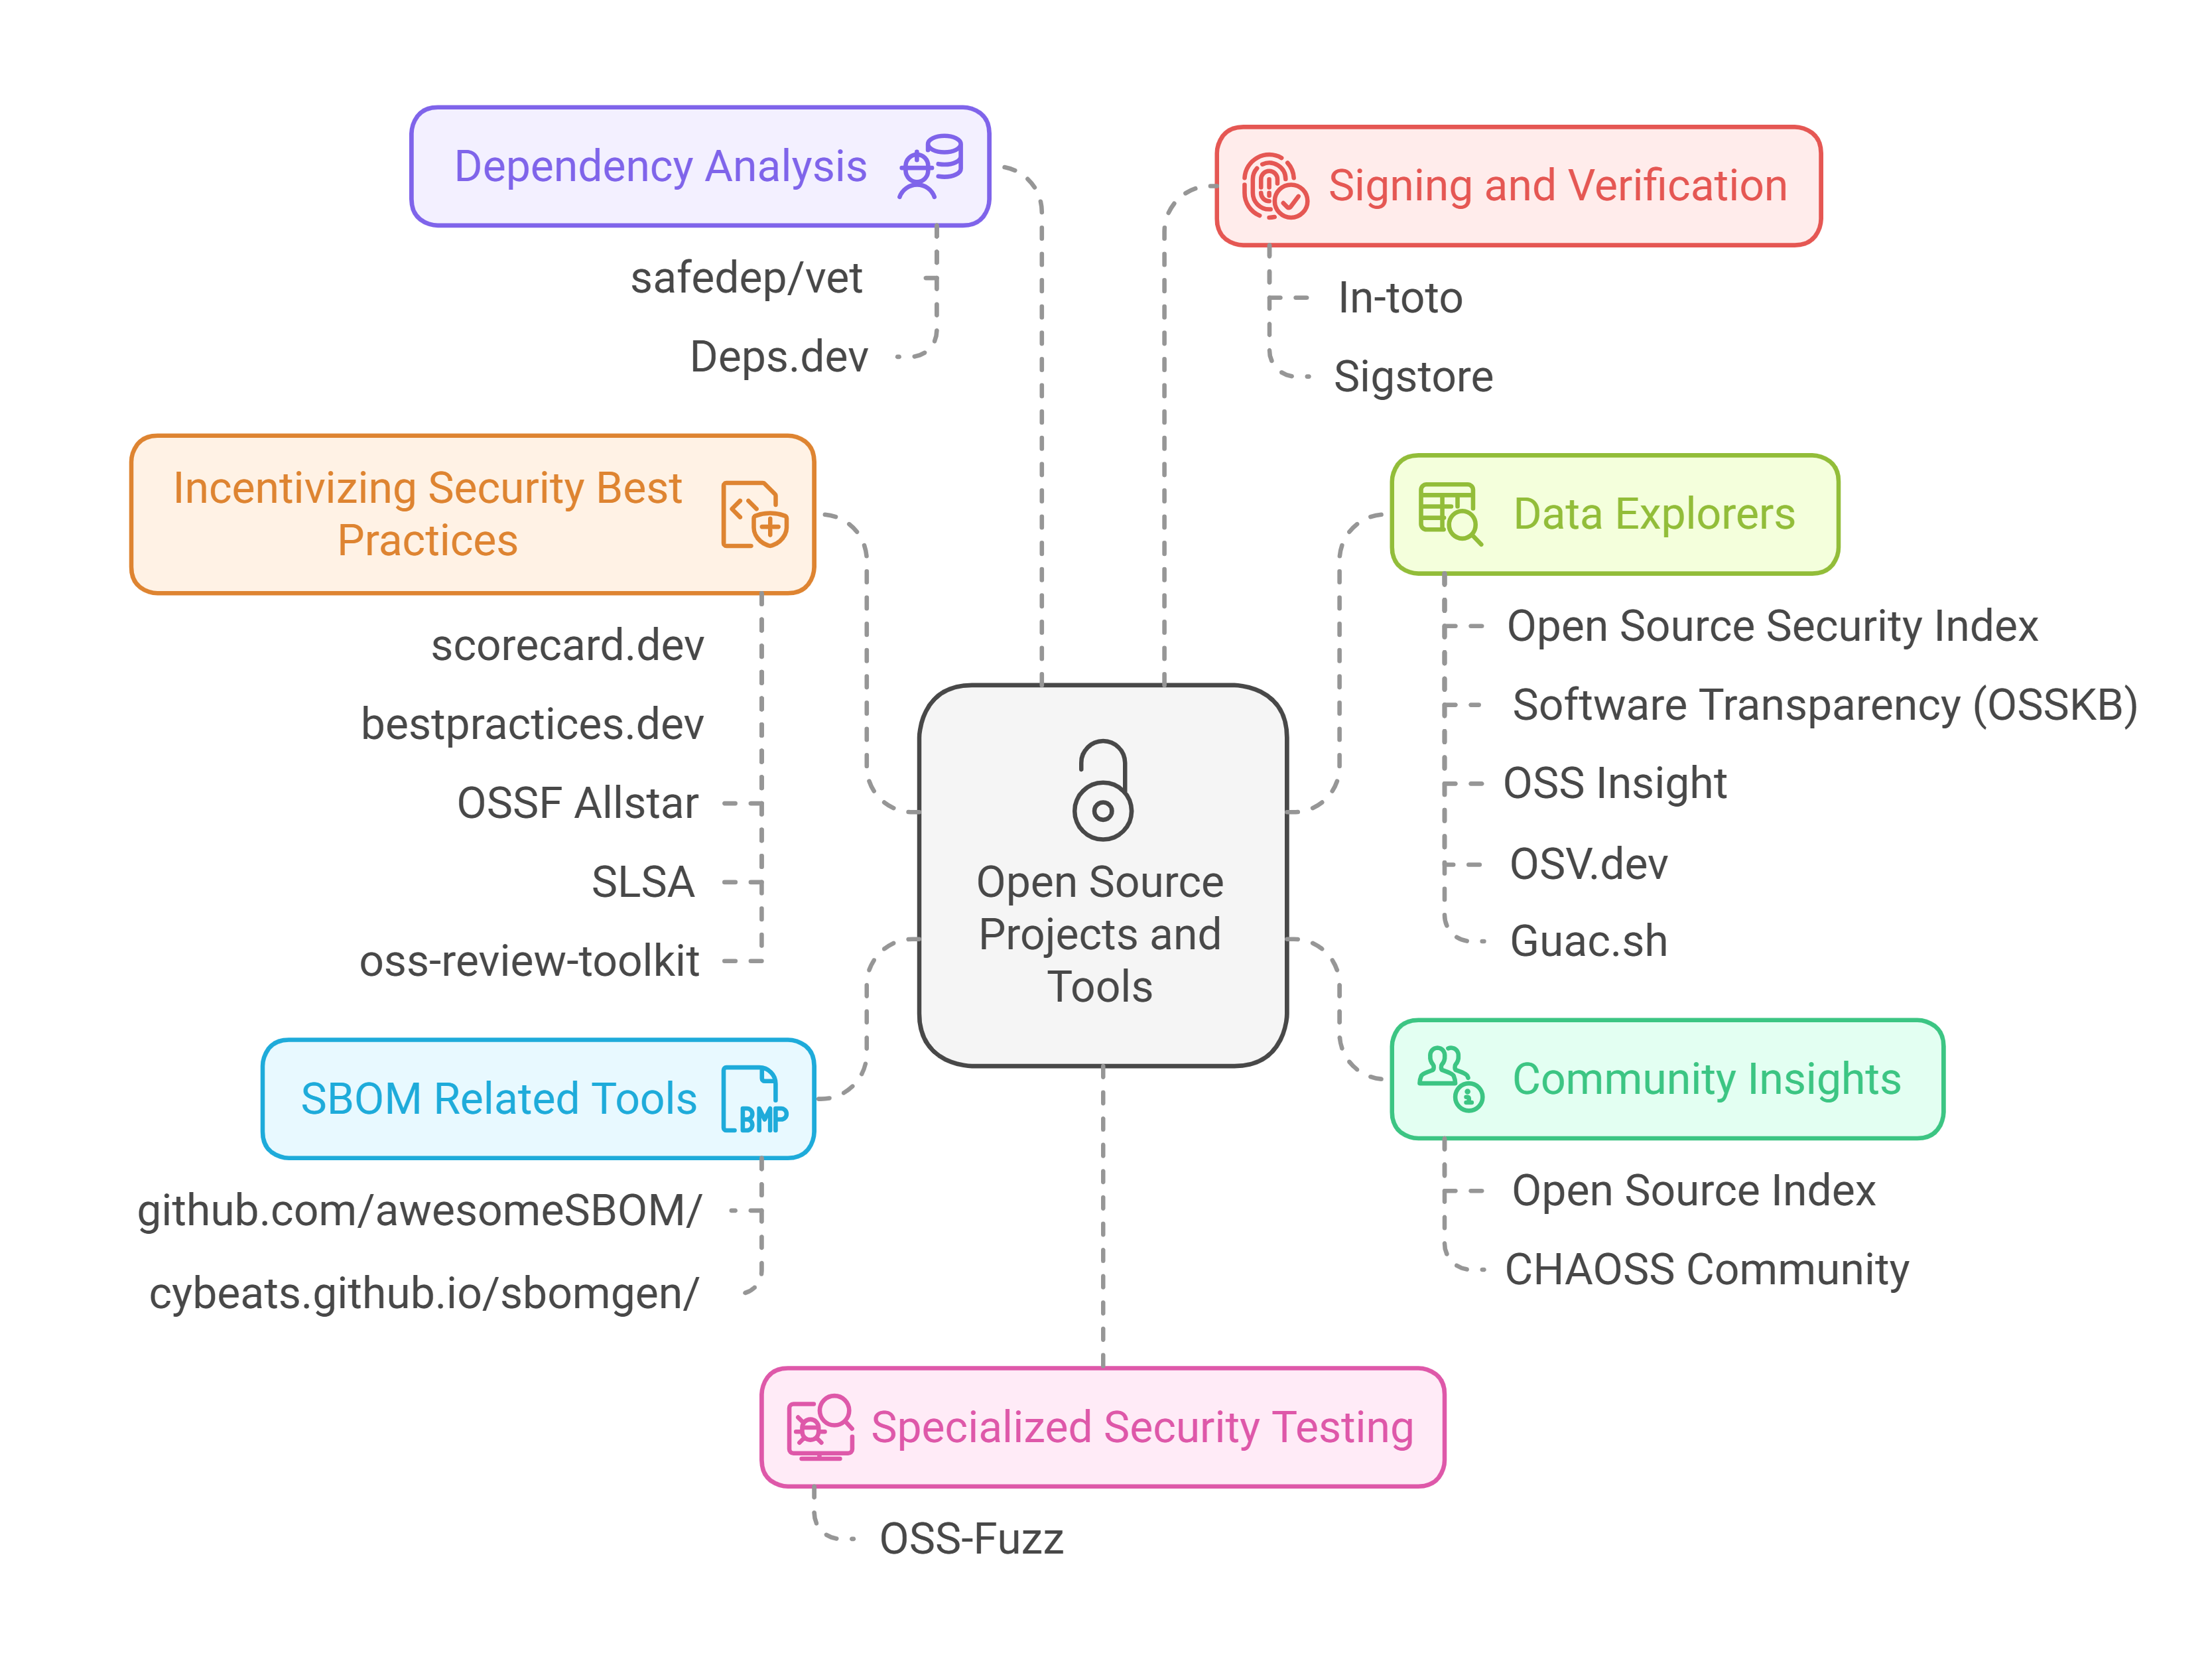 Dependency Analysis
safedep/vet
Deps.dev
Signing and Verification
In-toto
Sigstore
Incentivizing Security Best
Practices
scorecard.dev
bestpractices.dev
OSSF Allstar
SLSA
oss-review-toolkit
Data Explorers
Open Source Security Index
Software Transparency (OSSKB)
OSS Insight
OSV.dev
Guac.sh
Open Source
Projects and
Tools
SBOM Related Tools
BMP
github.com/awesomeSBOM/
cybeats.github.io/sbomgen/
Community Insights
Open Source Index
CHAOSS Community
Specialized Security Testing
OSS-Fuzz